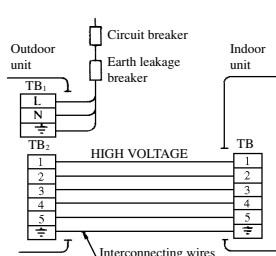 Circuit breaker
Outdoor
unit
Earth leakage
breaker
Indoor
unit
TB1
L
N
TB2
HIGH VOLTAGE
TB
1
1
2
2
3
3
4
4
5
5
Interconnecting wires